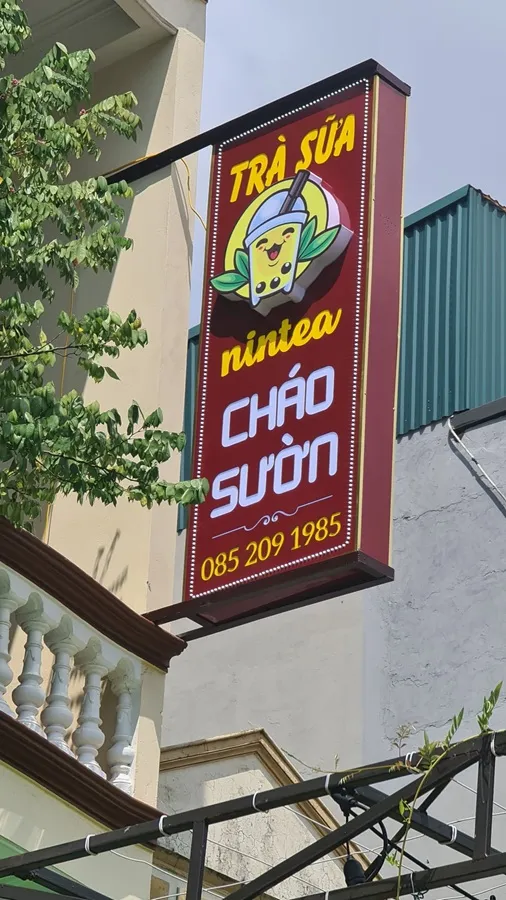 TRÀ SỮA
nintea
CHÁO
SƯỜN
085 209 1985